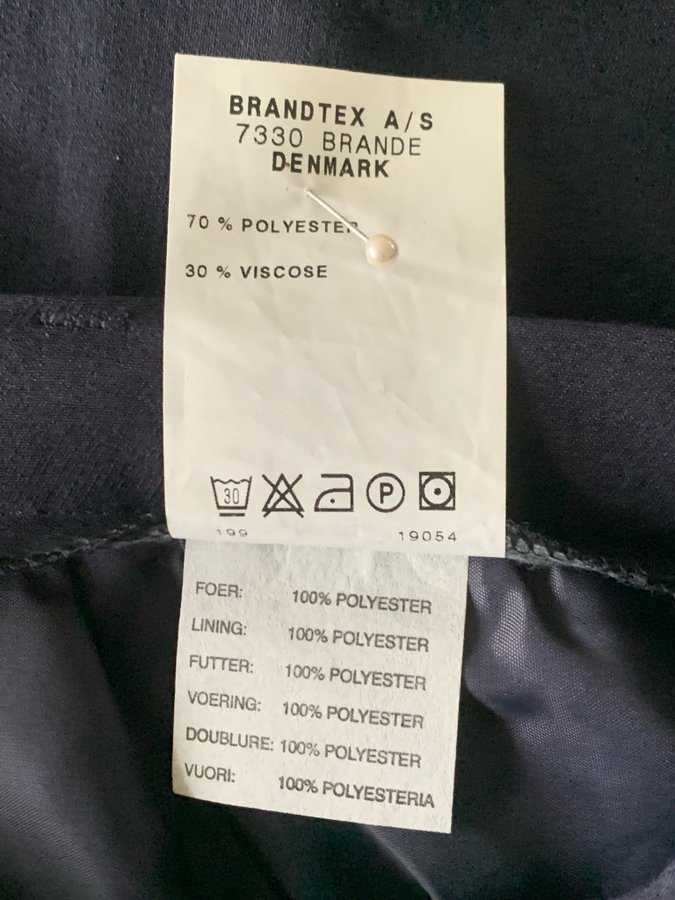 BRANDTEX A/S
7330 BRANDE
DENMARK
70 % POLYESTER
30 % VISCOSE
30 P
199 19054
FOER: 100% POLYESTER
LINING: 100% POLYESTER
FUTTER: 100% POLYESTER
VOERING: 100% POLYESTER
DOUBLURE: 100% POLYESTER
VUORI: 100% POLYESTERIA